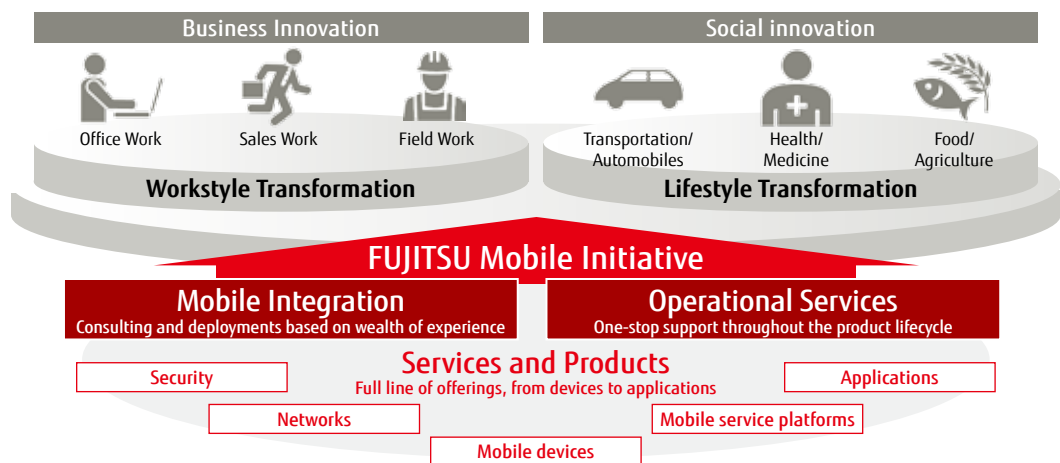 Business Innovation
Social innovation
Office Work
Sales Work
Field Work
Transportation/
Automobiles
Health/
Medicine
Food/
Agriculture
Workstyle Transformation
Lifestyle Transformation
FUJITSU Mobile Initiative
Mobile Integration
Consulting and deployments based on wealth of experience
Operational Services
One-stop support throughout the product lifecycle
Services and Products
Full line of offerings, from devices to applications
Security
Applications
Networks
Mobile service platforms
Mobile devices